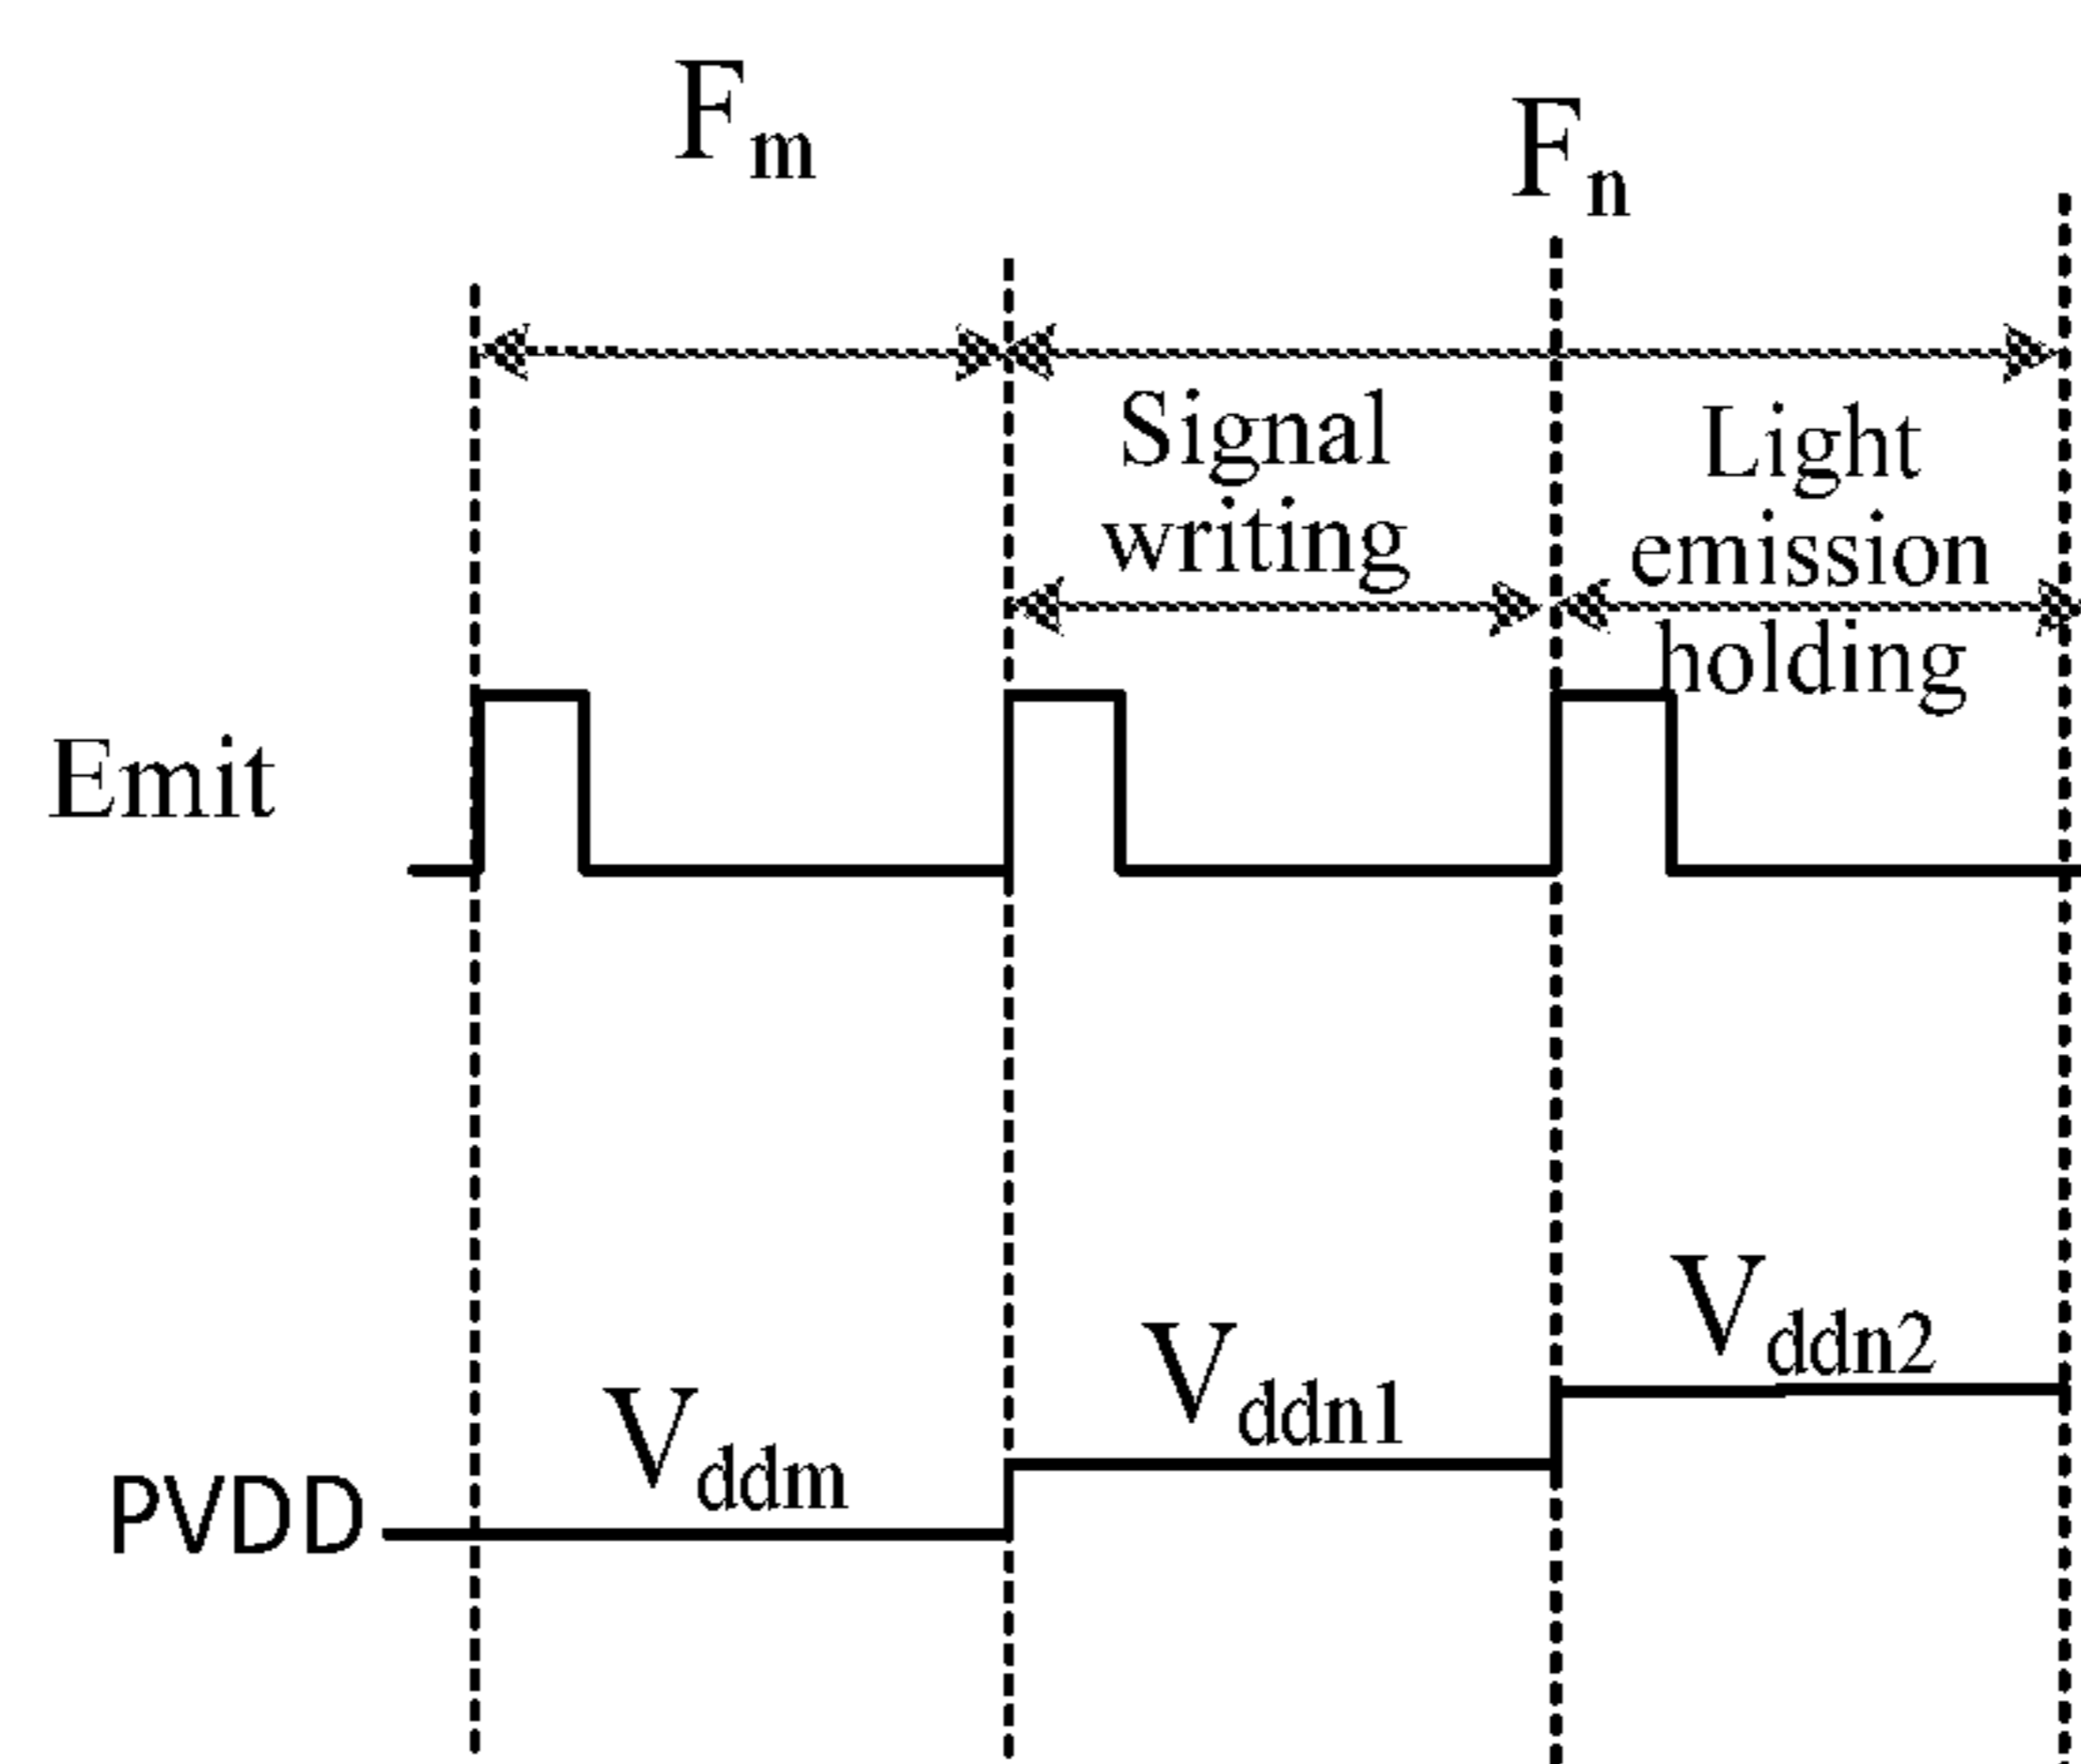 Fm
Fn
Signal
writing
Light
emission
holding
Emit
Vddm
Vddn1
Vddn2
PVDD